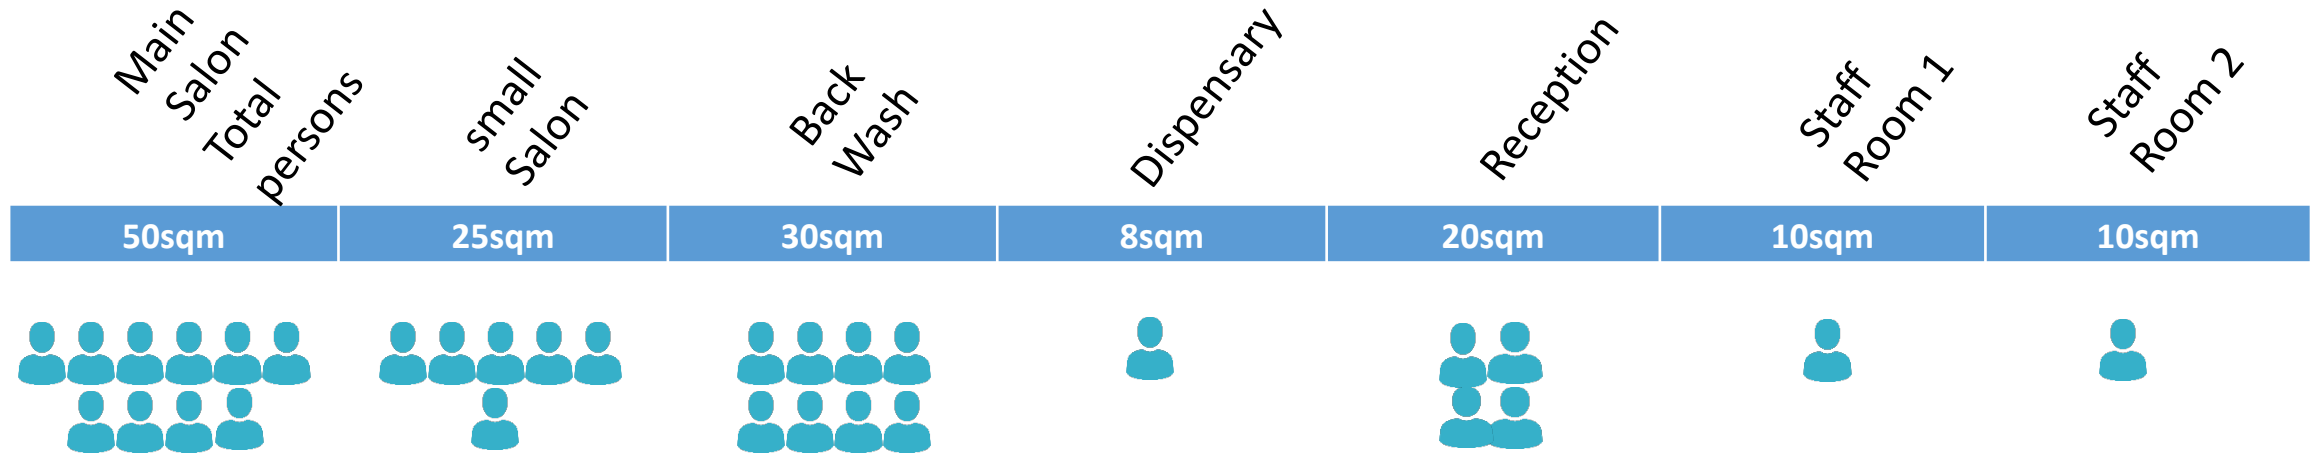 Main
Salon
Total
persons
small
Salon
Back
Wash
Dispensary
Reception
Staff
Room 1
Staff
Room 2
50sqm
25sqm
30sqm
8sqm
20sqm
10sqm
10sqm